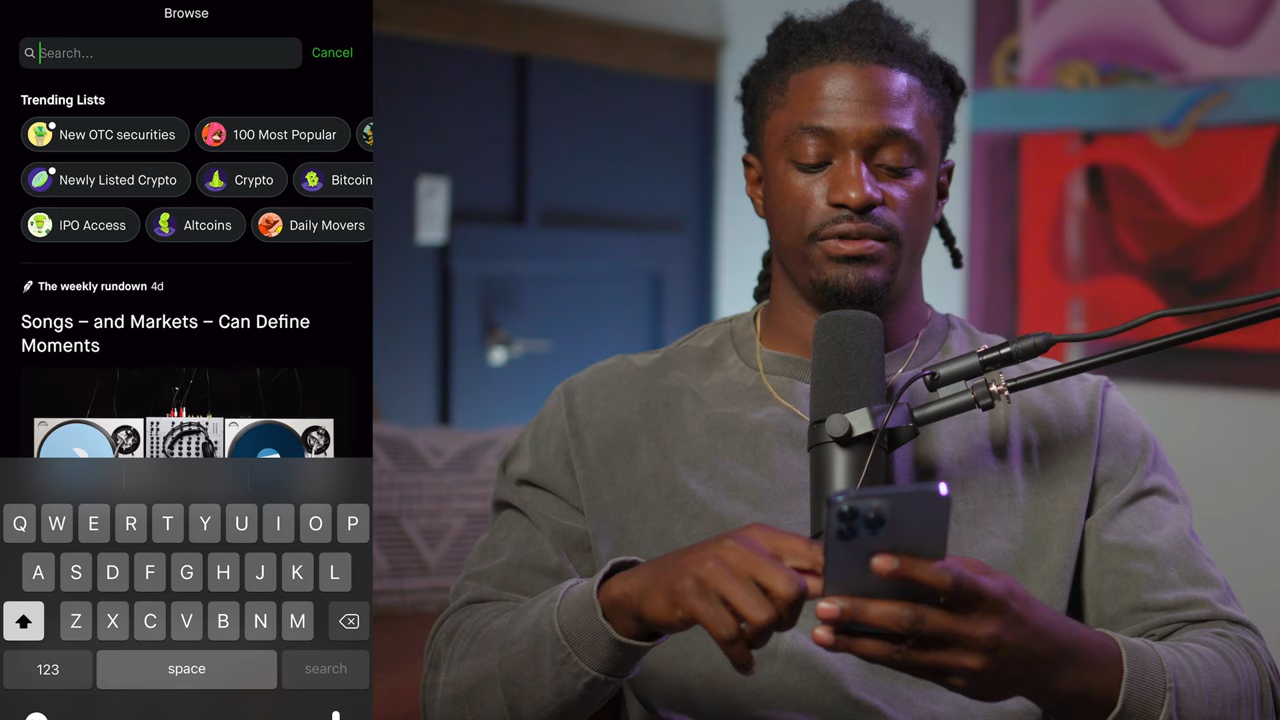 Browse
Search...
Cancel
Trending Lists
New OTC securities
100 Most Popular
Newly Listed Crypto
Crypto
Bitcoin
IPO Access
Altcoins
Daily Movers
The weekly rundown 4d
Songs – and Markets – Can Define
Moments
Q W E R T Y U I O P
A S D F G H J K L
Z X C V B N M
123 space search